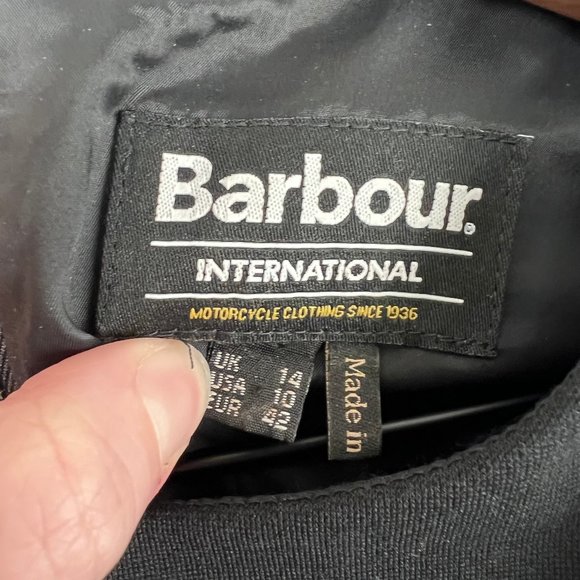 Barbour®
INTERNATIONAL
MOTORCYCLE CLOTHING SINCE 1936
UK 14
USA 10
EUR 42
Made in